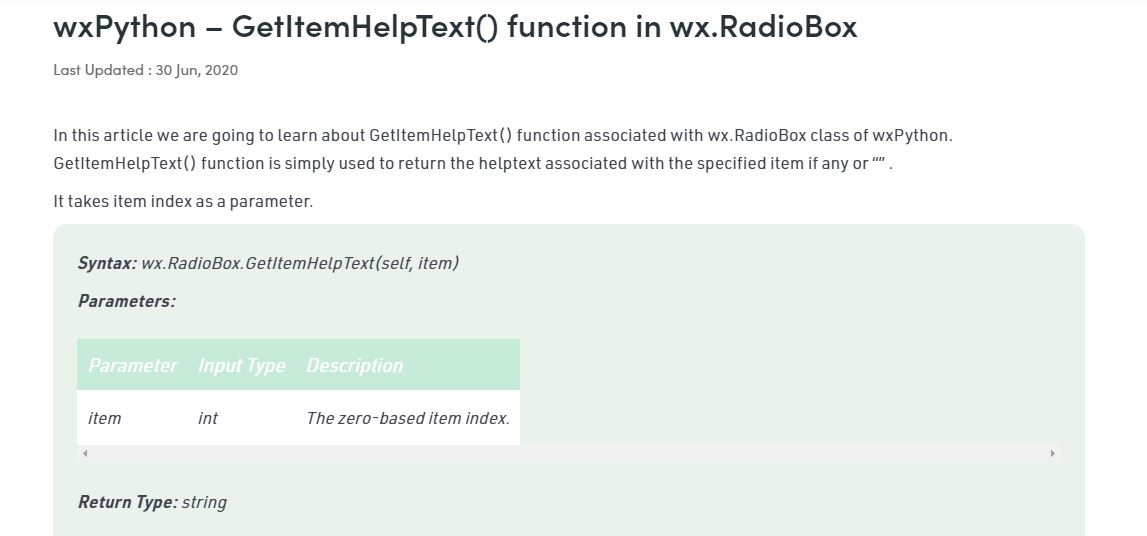 wxPython – GetItemHelpText() function in wx.RadioBox
Last Updated : 30 Jun, 2020
In this article we are going to learn about GetItemHelpText() function associated with wx.RadioBox class of wxPython.
GetItemHelpText() function is simply used to return the helptext associated with the specified item if any or “” .
It takes item index as a parameter.
Syntax: wx.RadioBox.GetItemHelpText(self, item)
Parameters:
Parameter Input Type Description
item int The zero-based item index.
Return Type: string